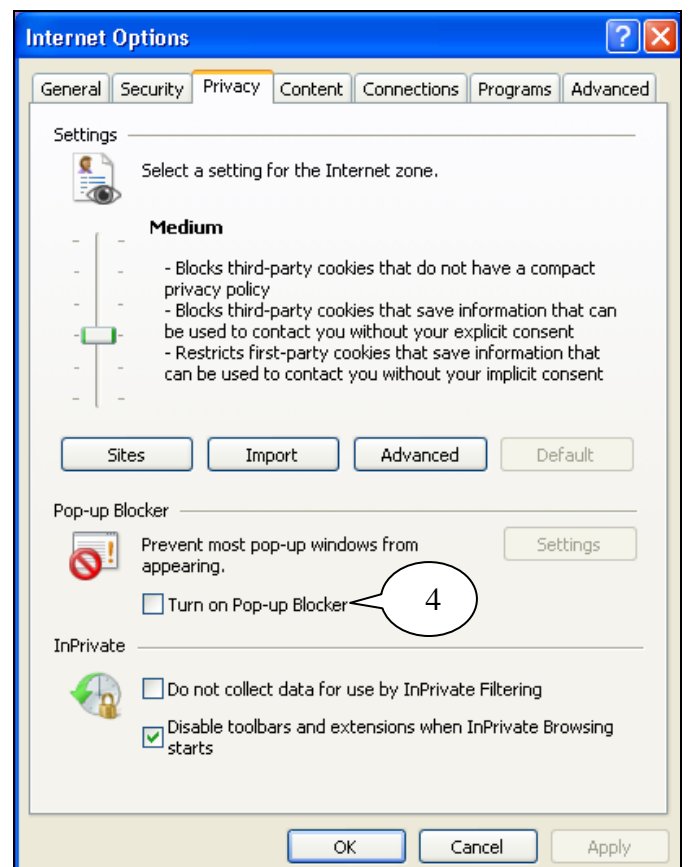 Internet Options
General Security Privacy Content Connections Programs Advanced
Settings
Select a setting for the Internet zone.
Medium
- Blocks third-party cookies that do not have a compact
privacy policy
- Blocks third-party cookies that save information that can
be used to contact you without your explicit consent
- Restricts first-party cookies that save information that
can be used to contact you without your implicit consent
Sites Import Advanced Default
Pop-up Blocker
Prevent most pop-up windows from Settings
appearing.
Turn on Pop-up Blocker 4
InPrivate
Do not collect data for use by InPrivate Filtering
Disable toolbars and extensions when InPrivate Browsing
starts
OK Cancel Apply